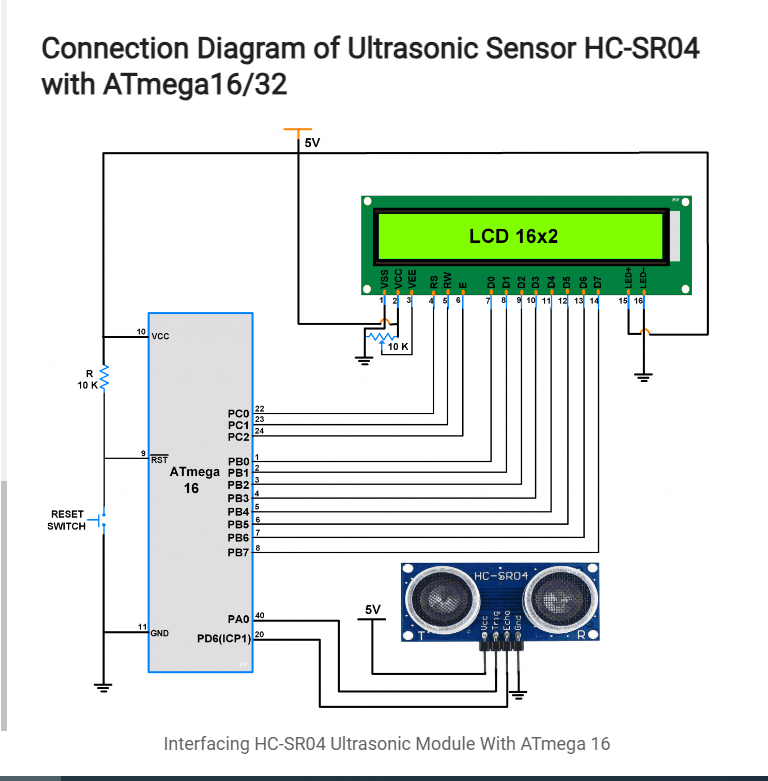 Connection Diagram of Ultrasonic Sensor HC-SR04
with ATmega16/32
5V
LCD 16x2
VSS VCC VEE RS RW E D0 D1 D2 D3 D4 D5 D6 D7 LED+ LED-
1 2 3 4 5 6 7 8 9 10 11 12 13 14 15 16
10 K
10 VCC
R
10 K
PC0 22
PC1 23
PC2 24
9 RST
ATmega
16
PB0 1
PB1 2
PB2 3
PB3 4
PB4 5
PB5 6
PB6 7
PB7 8
RESET
SWITCH
HC-SR04
5V
Vcc Trig Echo Gnd
T R
PA0 40
11 GND
PD6(ICP1) 20
Interfacing HC-SR04 Ultrasonic Module With ATmega 16